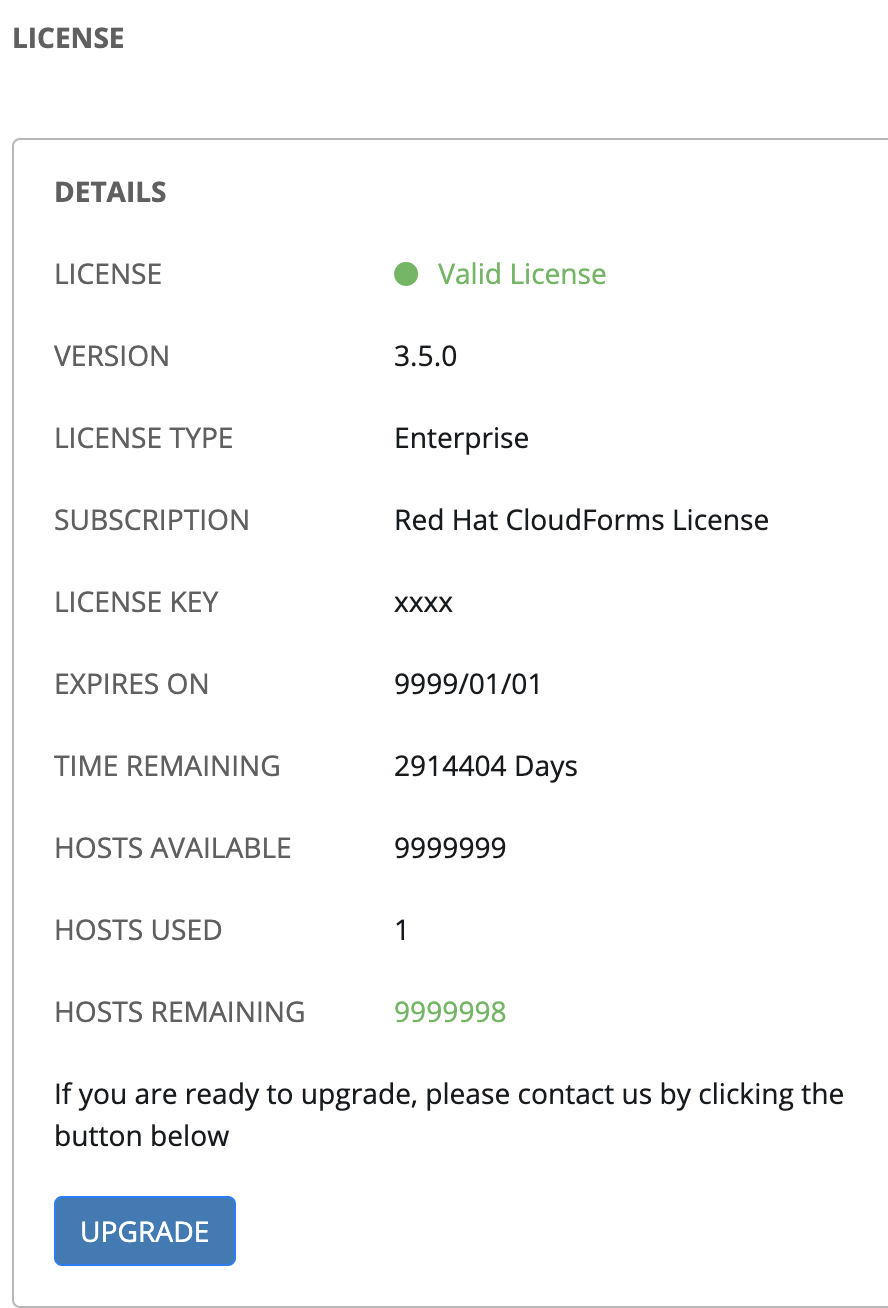 LICENSE
DETAILS
LICENSE Valid License
VERSION 3.5.0
LICENSE TYPE Enterprise
SUBSCRIPTION Red Hat CloudForms License
LICENSE KEY xxxx
EXPIRES ON 9999/01/01
TIME REMAINING 2914404 Days
HOSTS AVAILABLE 9999999
HOSTS USED 1
HOSTS REMAINING 9999998
If you are ready to upgrade, please contact us by clicking the
button below
UPGRADE